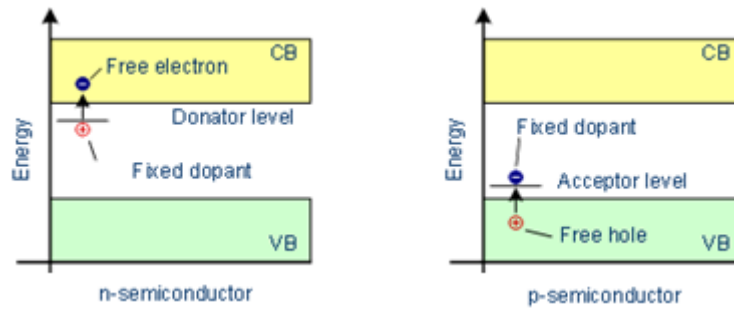 CB
Free electron
Donator level
Fixed dopant
VB
Energy
n-semiconductor
CB
Fixed dopant
Acceptor level
Free hole
VB
Energy
p-semiconductor